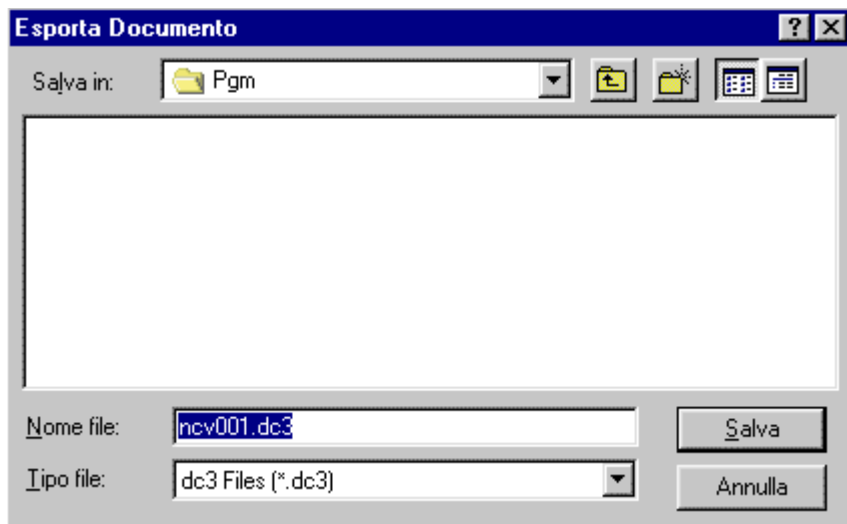 Esporta Documento
Salva in:
Pgm
Nome file:
ncv001.dc3
Salva
Tipo file:
dc3 Files (*.dc3)
Annulla